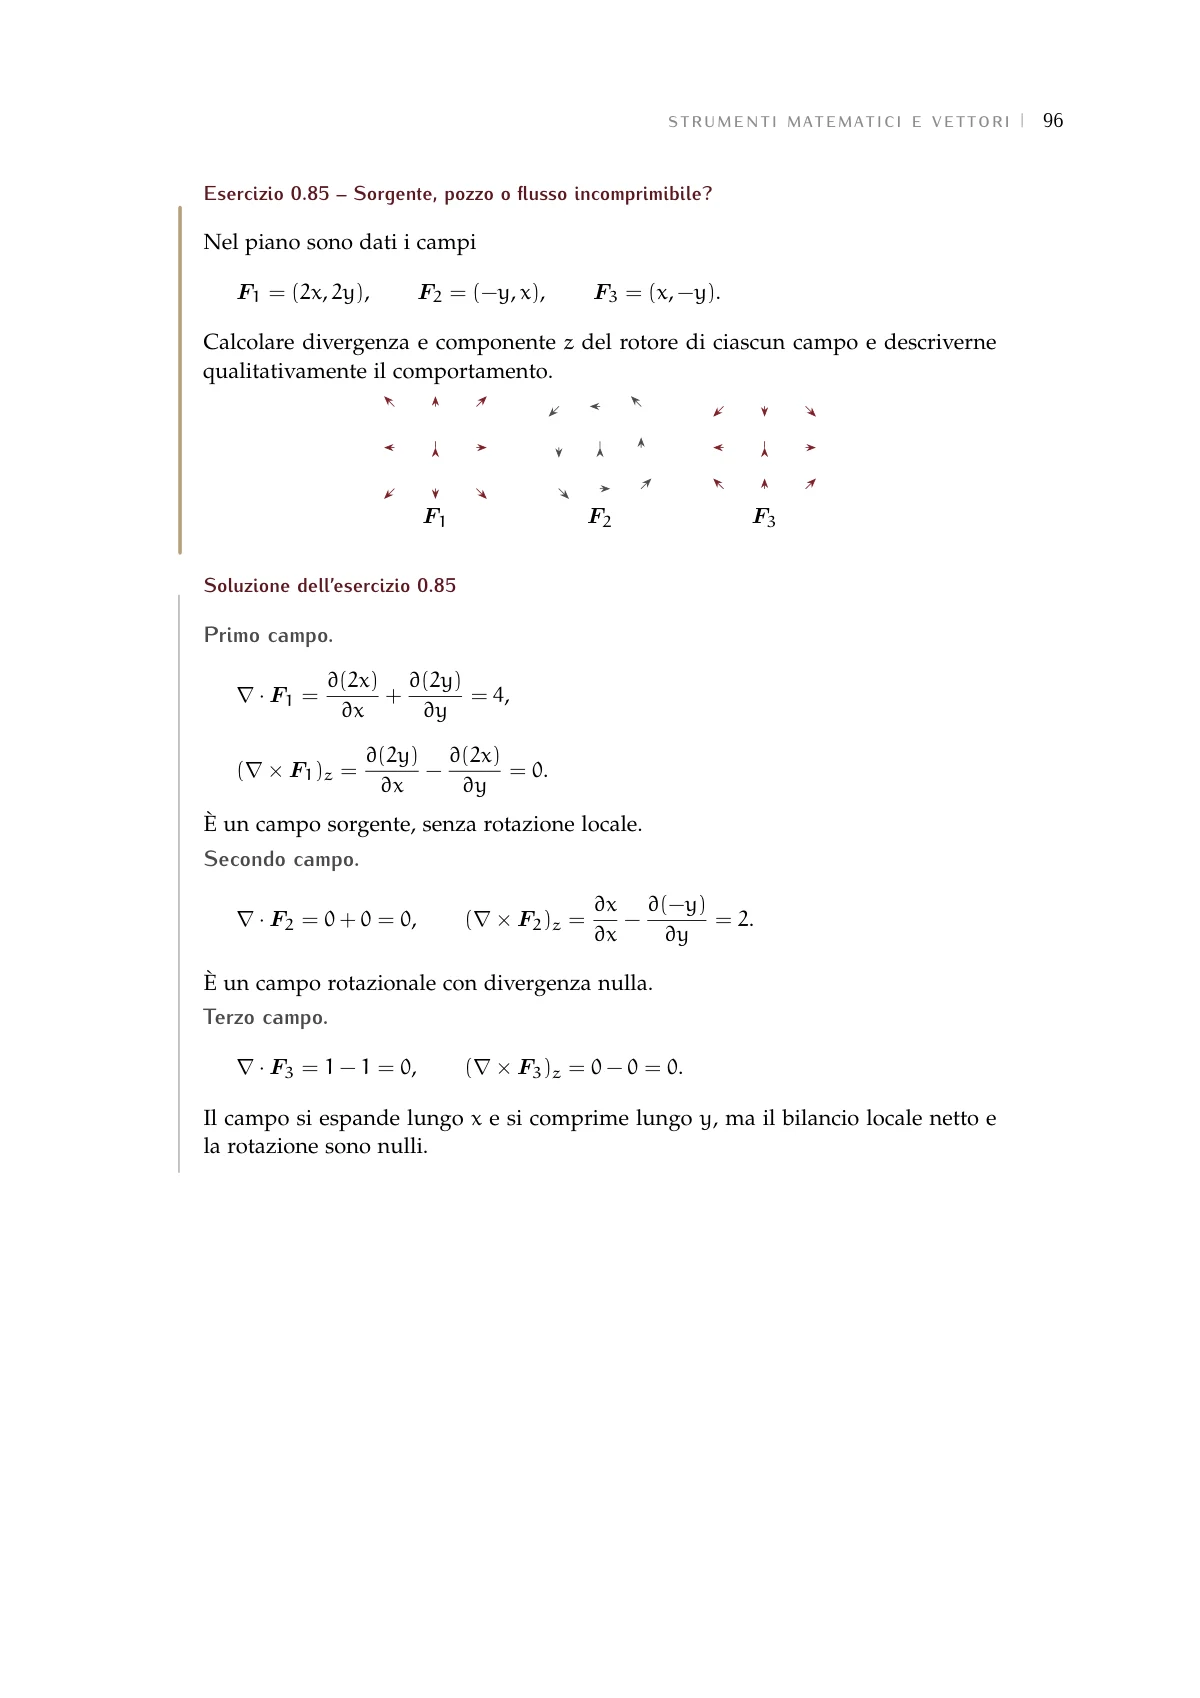 STRUMENTI MATEMATICI E VETTORI | 96
Esercizio 0.85 – Sorgente, pozzo o flusso incomprimibile?
Nel piano sono dati i campi
F₁ = (2x, 2y), F₂ = (−y, x), F₃ = (x, −y).
Calcolare divergenza e componente z del rotore di ciascun campo e descriverne
qualitativamente il comportamento.
F₁ F₂ F₃
Soluzione dell'esercizio 0.85
Primo campo.
∇ · F₁ = ∂(2x)/∂x + ∂(2y)/∂y = 4,
(∇ × F₁)z = ∂(2y)/∂x − ∂(2x)/∂y = 0.
È un campo sorgente, senza rotazione locale.
Secondo campo.
∇ · F₂ = 0 + 0 = 0, (∇ × F₂)z = ∂x/∂x − ∂(−y)/∂y = 2.
È un campo rotazionale con divergenza nulla.
Terzo campo.
∇ · F₃ = 1 − 1 = 0, (∇ × F₃)z = 0 − 0 = 0.
Il campo si espande lungo x e si comprime lungo y, ma il bilancio locale netto e
la rotazione sono nulli.